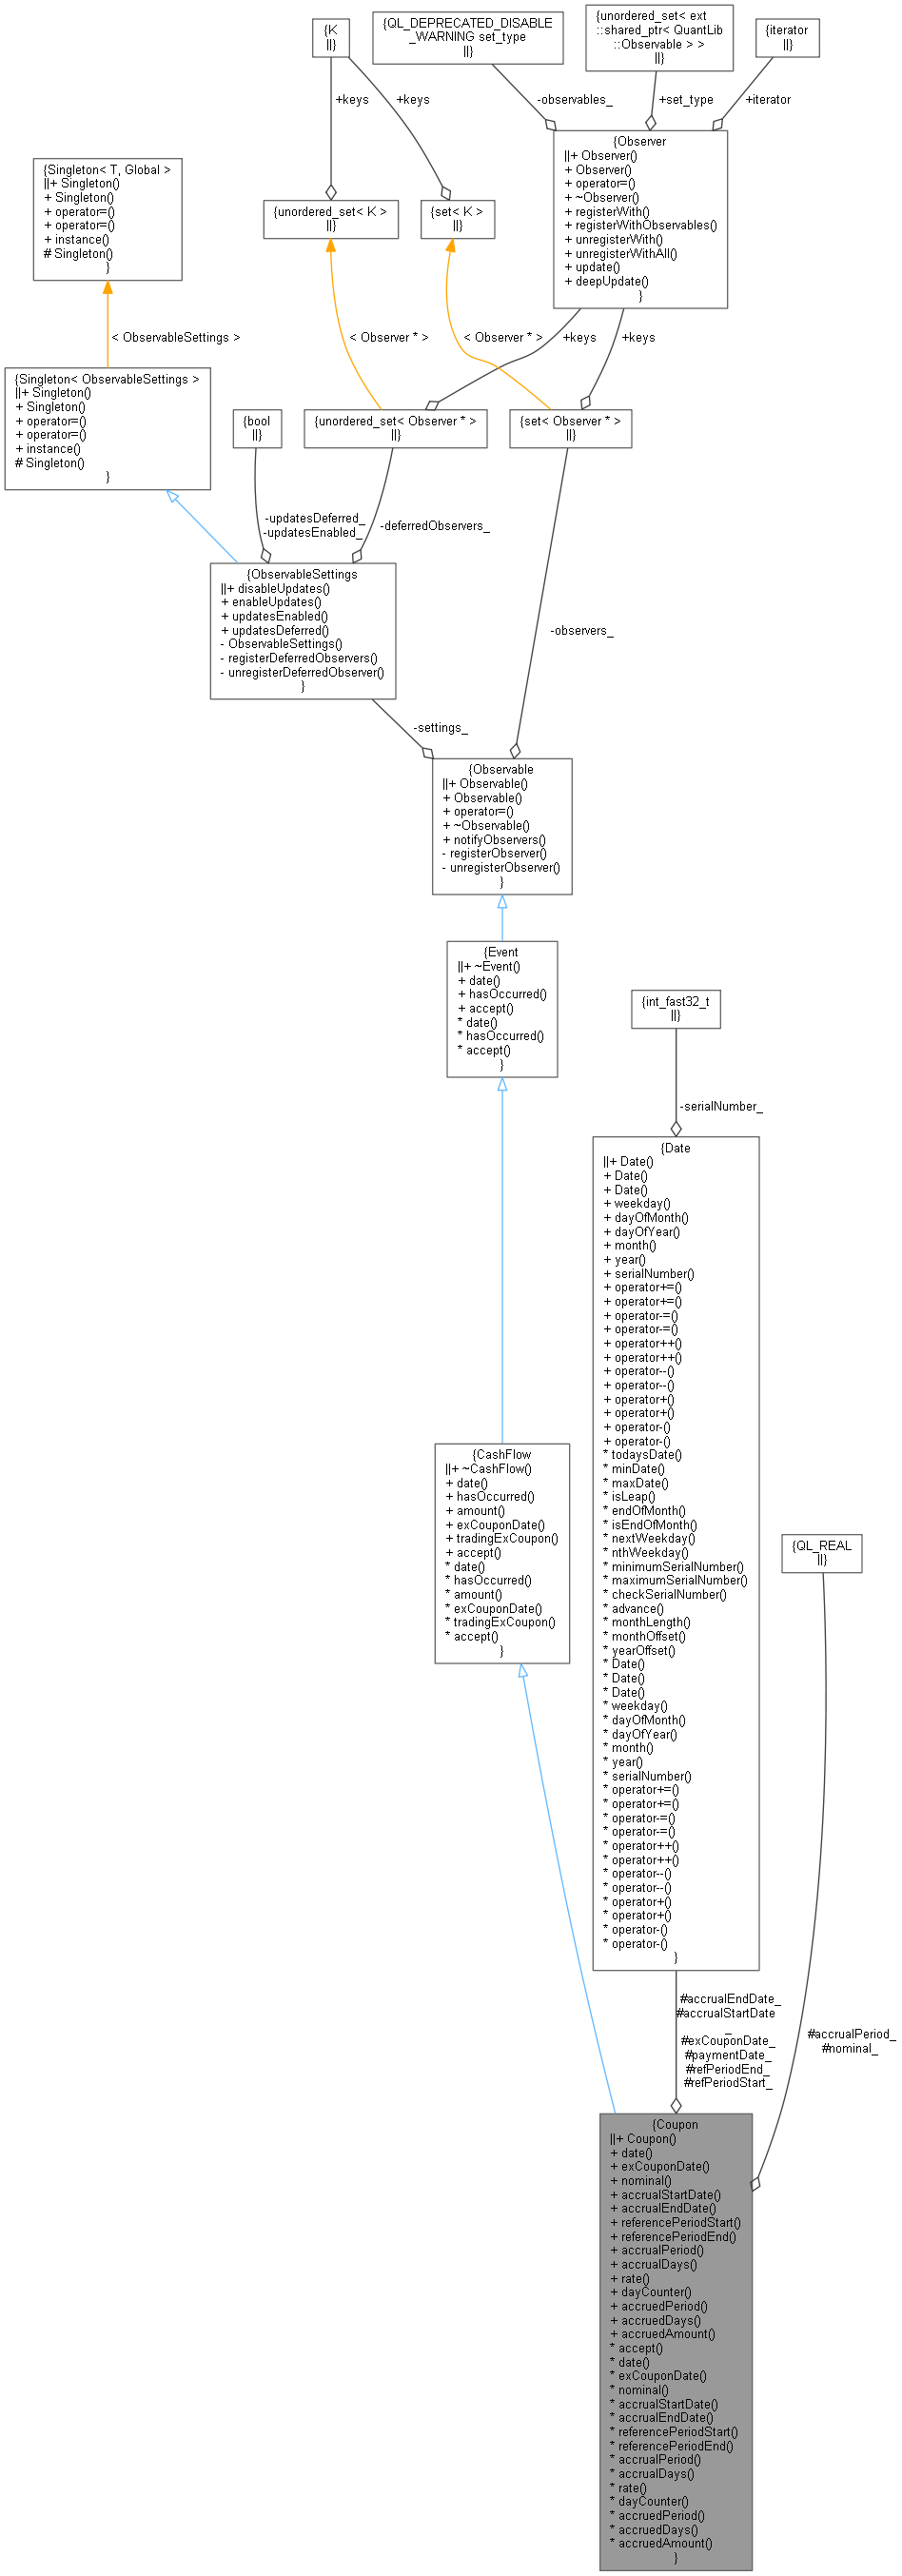 {K
||}
{QL_DEPRECATED_DISABLE
_WARNING set_type
||}
{unordered_set< ext
::shared_ptr< QuantLib
::Observable > >
||}
{iterator
||}
+keys
+keys
-observables_
+set_type
+iterator
{Singleton< T, Global >
||+ Singleton()
+ Singleton()
+ operator=()
+ operator=()
+ instance()
# Singleton()
}
{unordered_set< K >
||}
{set< K >
||}
{Observer
||+ Observer()
+ Observer()
+ operator=()
+ ~Observer()
+ registerWith()
+ registerWithObservables()
+ unregisterWith()
+ unregisterWithAll()
+ update()
+ deepUpdate()
}
< ObservableSettings >
< Observer * >
< Observer * >
+keys
+keys
{Singleton< ObservableSettings >
||+ Singleton()
+ Singleton()
+ operator=()
+ operator=()
+ instance()
# Singleton()
}
{bool
||}
{unordered_set< Observer * >
||}
{set< Observer * >
||}
-updatesDeferred_
-updatesEnabled_
-deferredObservers_
{ObservableSettings
||+ disableUpdates()
+ enableUpdates()
+ updatesEnabled()
+ updatesDeferred()
- ObservableSettings()
- registerDeferredObservers()
- unregisterDeferredObserver()
}
-observers_
-settings_
{Observable
||+ Observable()
+ Observable()
+ operator=()
+ ~Observable()
+ notifyObservers()
- registerObserver()
- unregisterObserver()
}
{Event
||+ ~Event()
+ date()
+ hasOccurred()
+ accept()
* date()
* hasOccurred()
* accept()
}
{int_fast32_t
||}
-serialNumber_
{Date
||+ Date()
+ Date()
+ Date()
+ weekday()
+ dayOfMonth()
+ dayOfYear()
+ month()
+ year()
+ serialNumber()
+ operator+=()
+ operator+=()
+ operator-=()
+ operator-=()
+ operator++()
+ operator++()
+ operator--()
+ operator--()
+ operator+()
+ operator+()
+ operator-()
+ operator-()
* todaysDate()
* minDate()
* maxDate()
* isLeap()
* endOfMonth()
* isEndOfMonth()
* nextWeekday()
* nthWeekday()
* minimumSerialNumber()
* maximumSerialNumber()
* checkSerialNumber()
* advance()
* monthLength()
* monthOffset()
* yearOffset()
* Date()
* Date()
* Date()
* weekday()
* dayOfMonth()
* dayOfYear()
* month()
* year()
* serialNumber()
* operator+=()
* operator+=()
* operator-=()
* operator-=()
* operator++()
* operator++()
* operator--()
* operator--()
* operator+()
* operator+()
* operator-()
* operator-()
}
{CashFlow
||+ ~CashFlow()
+ date()
+ hasOccurred()
+ amount()
+ exCouponDate()
+ tradingExCoupon()
+ accept()
* date()
* hasOccurred()
* amount()
* exCouponDate()
* tradingExCoupon()
* accept()
}
{QL_REAL
||}
#accrualEndDate_
#accrualStartDate
_
#exCouponDate_
#paymentDate_
#refPeriodEnd_
#refPeriodStart_
#accrualPeriod_
#nominal_
{Coupon
||+ Coupon()
+ date()
+ exCouponDate()
+ nominal()
+ accrualStartDate()
+ accrualEndDate()
+ referencePeriodStart()
+ referencePeriodEnd()
+ accrualPeriod()
+ accrualDays()
+ rate()
+ dayCounter()
+ accruedPeriod()
+ accruedDays()
+ accruedAmount()
* accept()
* date()
* exCouponDate()
* nominal()
* accrualStartDate()
* accrualEndDate()
* referencePeriodStart()
* referencePeriodEnd()
* accrualPeriod()
* accrualDays()
* rate()
* dayCounter()
* accruedPeriod()
* accruedDays()
* accruedAmount()
}